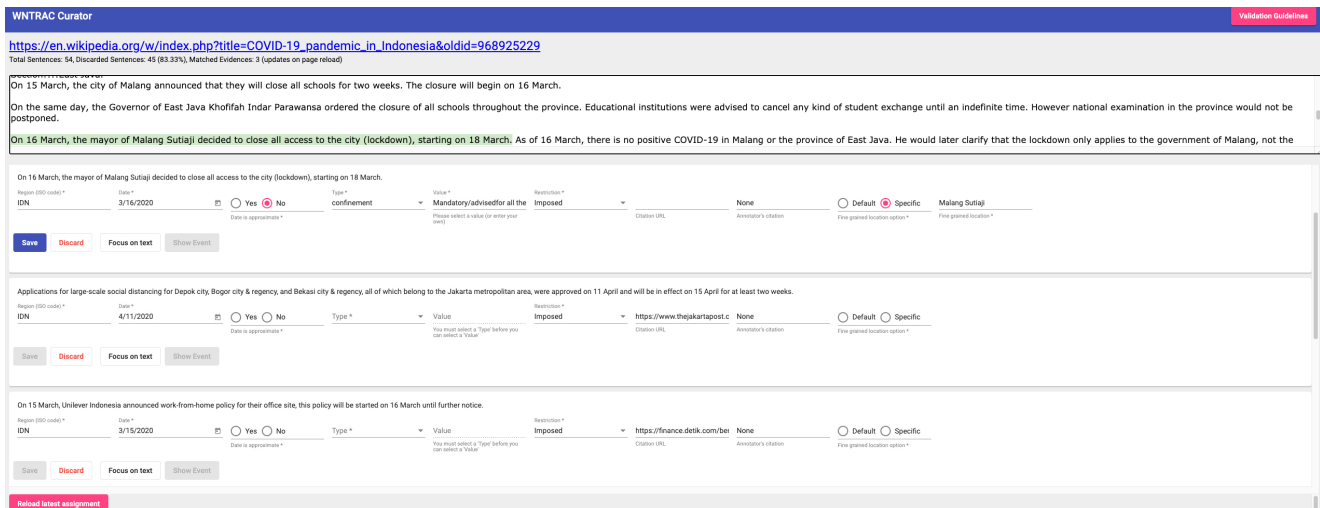 WNTRAC Curator
Validation Guidelines
https://en.wikipedia.org/w/index.php?title=COVID-19_pandemic_in_Indonesia&oldid=968925229
Total Sentences: 54, Discarded Sentences: 45 (83.33%), Matched Evidences: 3 (updates on page reload)
On 15 March, the city of Malang announced that they will close all schools for two weeks. The closure will begin on 16 March.
On the same day, the Governor of East Java Khofifah Indar Parawansa ordered the closure of all schools throughout the province. Educational institutions were advised to cancel any kind of student exchange until an indefinite time. However national examination in the province would not be
postponed.
On 16 March, the mayor of Malang Sutiaji decided to close all access to the city (lockdown), starting on 18 March. As of 16 March, there is no positive COVID-19 in Malang or the province of East Java. He would later clarify that the lockdown only applies to the government of Malang, not the
On 16 March, the mayor of Malang Sutiaji decided to close all access to the city (lockdown), starting on 18 March.
Region (ISO code) * Date * Type * Value * Restriction *
IDN 3/16/2020 Yes No confinement Mandatory/advisedfor all the Imposed None Default Specific Malang Sutiaji
Date is approximate * Please select a value (or enter your Citation URL Annotator's citation Fine grained location option * Fine grained location *
own)
Save Discard Focus on text Show Event
Applications for large-scale social distancing for Depok city, Bogor city & regency, and Bekasi city & regency, all of which belong to the Jakarta metropolitan area, were approved on 11 April and will be in effect on 15 April for at least two weeks.
Region (ISO code) * Date * Restriction *
IDN 4/11/2020 Yes No Type * Value Imposed https://www.thejakartapost.c None Default Specific
Date is approximate * You must select a 'Type' before you Citation URL Annotator's citation Fine grained location option *
can select a 'Value'
Save Discard Focus on text Show Event
On 15 March, Unilever Indonesia announced work-from-home policy for their office site, this policy will be started on 16 March until further notice.
Region (ISO code) * Date * Restriction *
IDN 3/15/2020 Yes No Type * Value Imposed https://finance.detik.com/ber None Default Specific
Date is approximate * You must select a 'Type' before you Citation URL Annotator's citation Fine grained location option *
can select a 'Value'
Save Discard Focus on text Show Event
Reload latest assignment